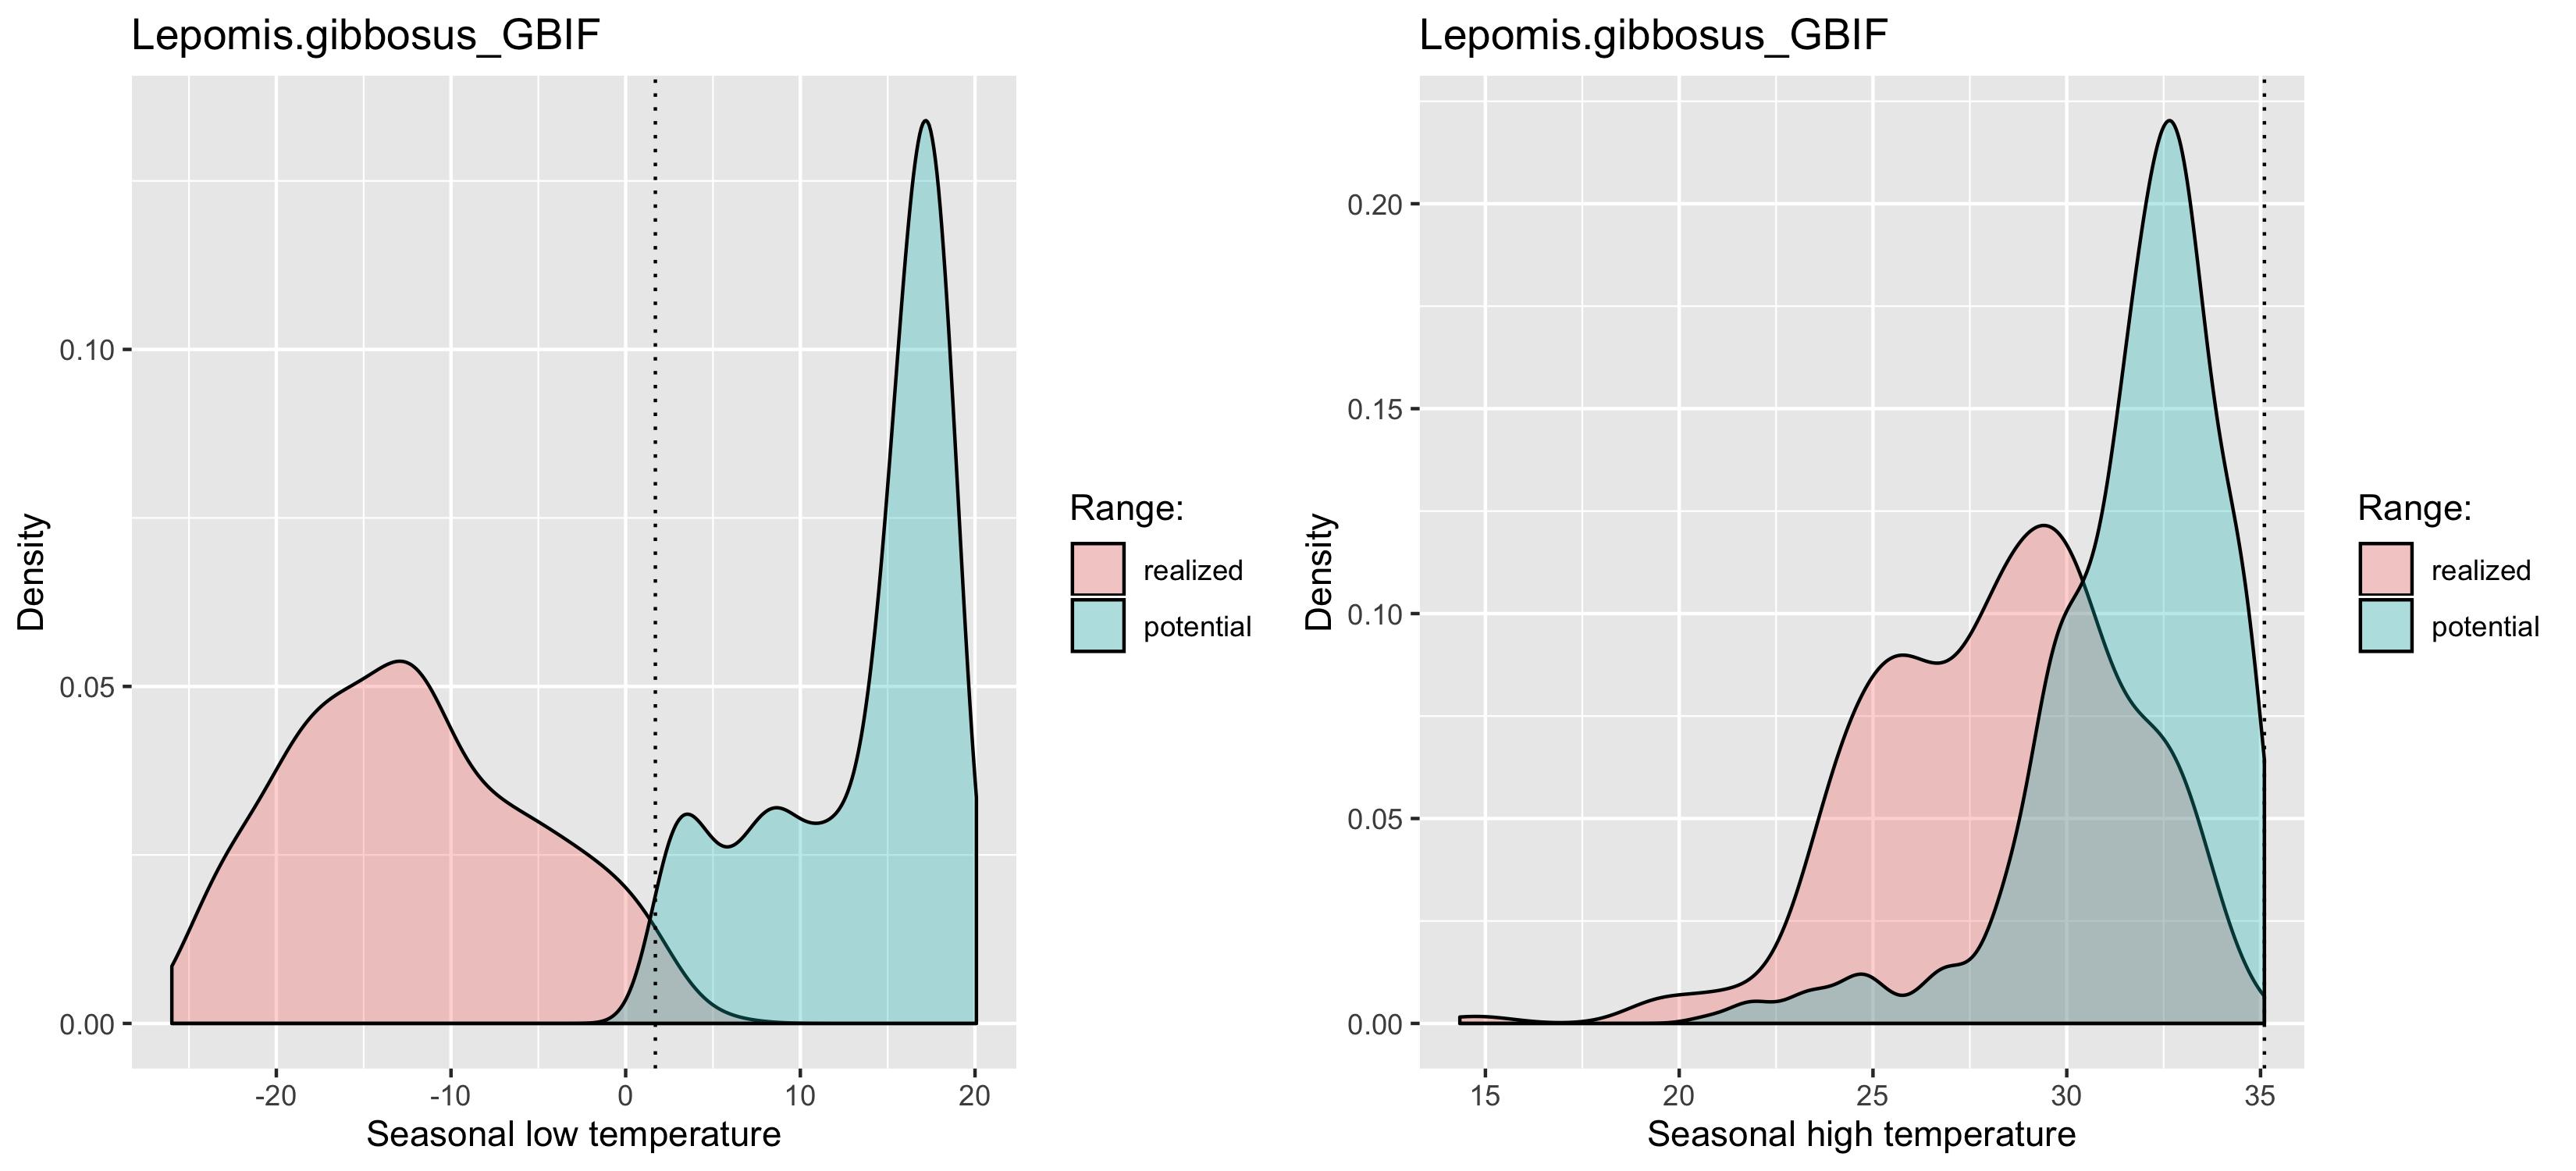 Lepomis.gibbosus_GBIF
0.10
0.05
0.00
Density
-20 -10 0 10 20
Seasonal low temperature
Range:
realized
potential
Lepomis.gibbosus_GBIF
0.20
0.15
0.10
0.05
0.00
Density
15 20 25 30 35
Seasonal high temperature
Range:
realized
potential